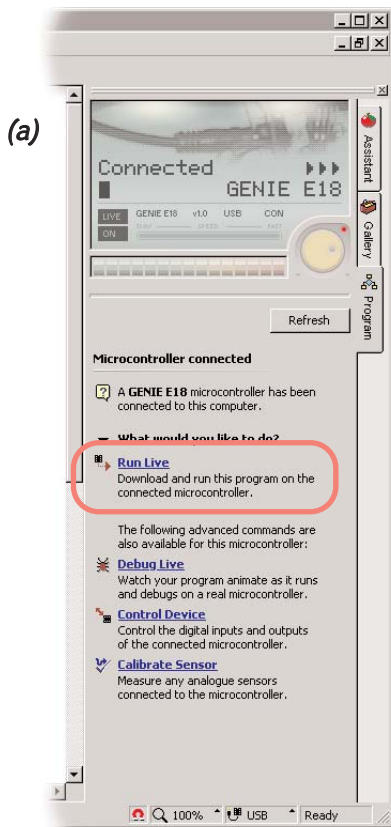 (a)
Connected
GENIE E18
LIVE GENIE E18 v1.0 USB CON
ON SLOW SPEED FAST
Assistant
Gallery
Program
Refresh
Microcontroller connected
A GENIE E18 microcontroller has been
connected to this computer.
What would you like to do?
Run Live
Download and run this program on the
connected microcontroller.
The following advanced commands are
also available for this microcontroller:
Debug Live
Watch your program animate as it runs
and debugs on a real microcontroller.
Control Device
Control the digital inputs and outputs
of the connected microcontroller.
Calibrate Sensor
Measure any analogue sensors
connected to the microcontroller.
100% USB Ready